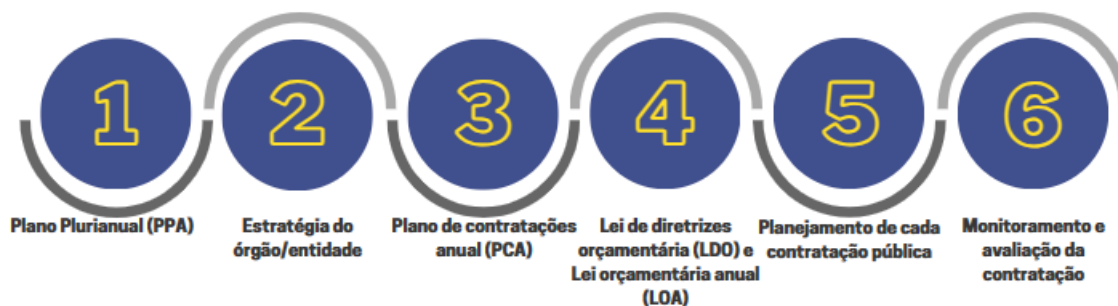 1
2
3
4
5
6
Plano Plurianual (PPA)
Estratégia do
órgão/entidade
Plano de contratações
anual (PCA)
Lei de diretrizes
orçamentária (LDO) e
Lei orçamentária anual
(LOA)
Planejamento de cada
contratação pública
Monitoramento e
avaliação da
contratação